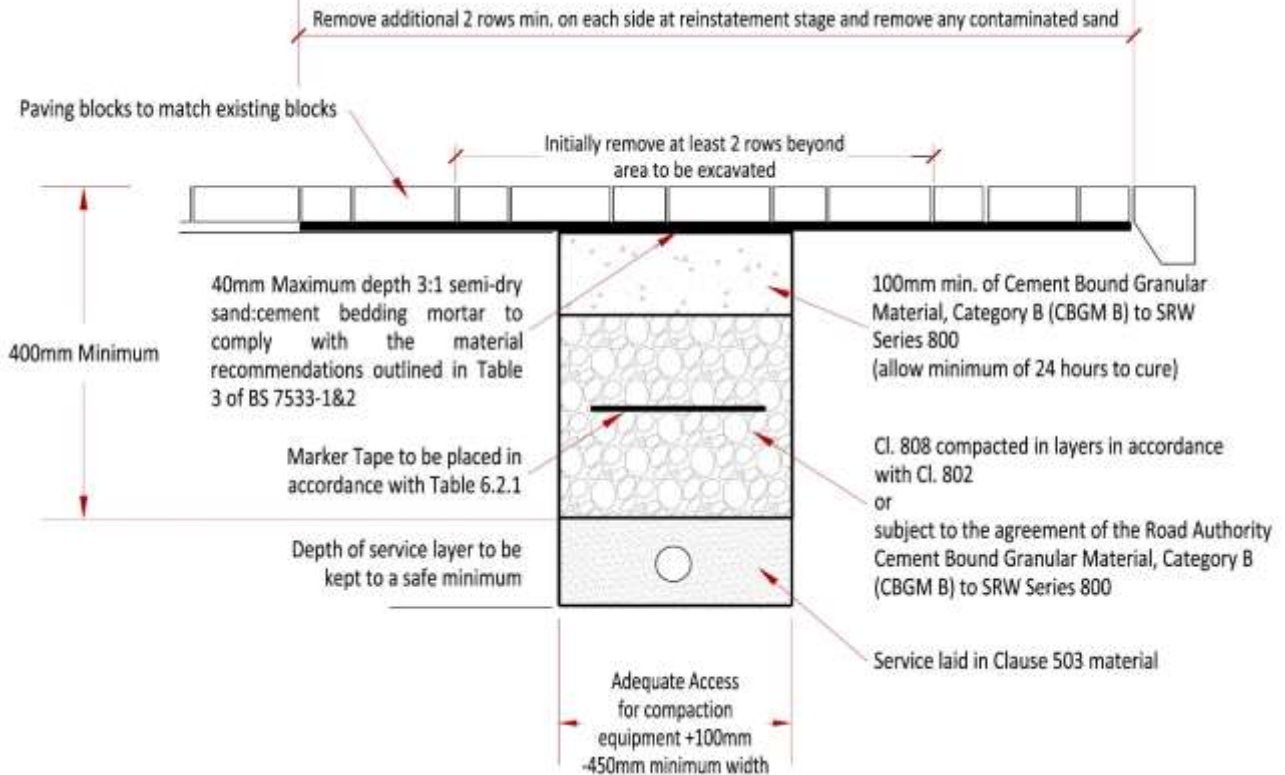 Remove additional 2 rows min. on each side at reinstatement stage and remove any contaminated sand
Paving blocks to match existing blocks
Initially remove at least 2 rows beyond
area to be excavated
40mm Maximum depth 3:1 semi-dry
sand:cement bedding mortar to
comply with the material
recommendations outlined in Table
3 of BS 7533-1&2
100mm min. of Cement Bound Granular
Material, Category B (CBGM B) to SRW
Series 800
(allow minimum of 24 hours to cure)
400mm Minimum
Marker Tape to be placed in
accordance with Table 6.2.1
Cl. 808 compacted in layers in accordance
with Cl. 802
or
subject to the agreement of the Road Authority
Cement Bound Granular Material, Category B
(CBGM B) to SRW Series 800
Depth of service layer to be
kept to a safe minimum
Service laid in Clause 503 material
Adequate Access
for compaction
equipment +100mm
-450mm minimum width